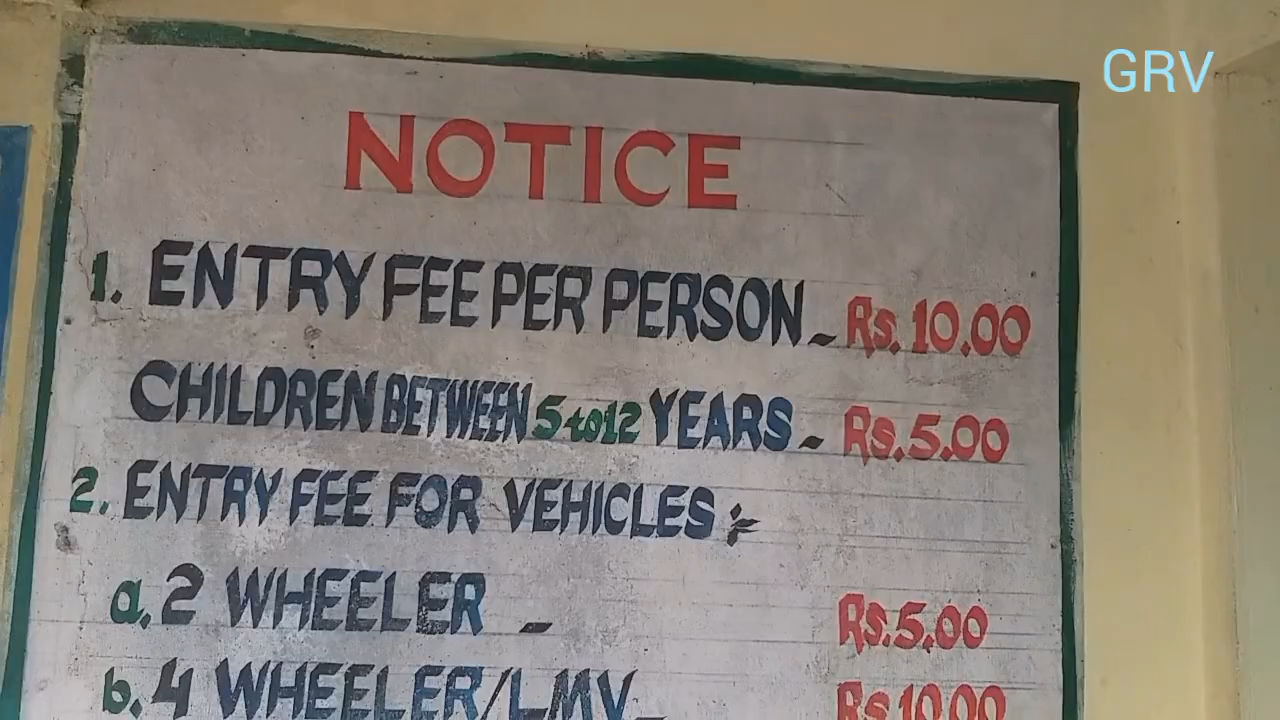 GRV
NOTICE
1. ENTRY FEE PER PERSON - Rs. 10.00
CHILDREN BETWEEN 5 to 12 YEARS - Rs. 5.00
2. ENTRY FEE FOR VEHICLES :-
a. 2 WHEELER - Rs. 5.00
b. 4 WHEELER/LMV - Rs 10.00